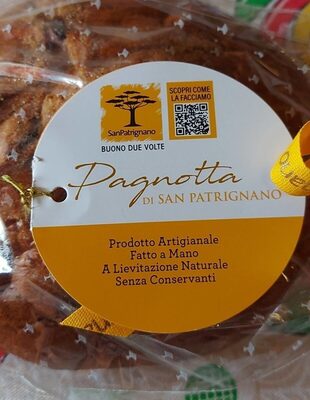 SCOPRI COME
LA FACCIAMO
SanPatrignano
BUONO DUE VOLTE
Pagnotta
DI SAN PATRIGNANO
Prodotto Artigianale
Fatto a Mano
A Lievitazione Naturale
Senza Conservanti